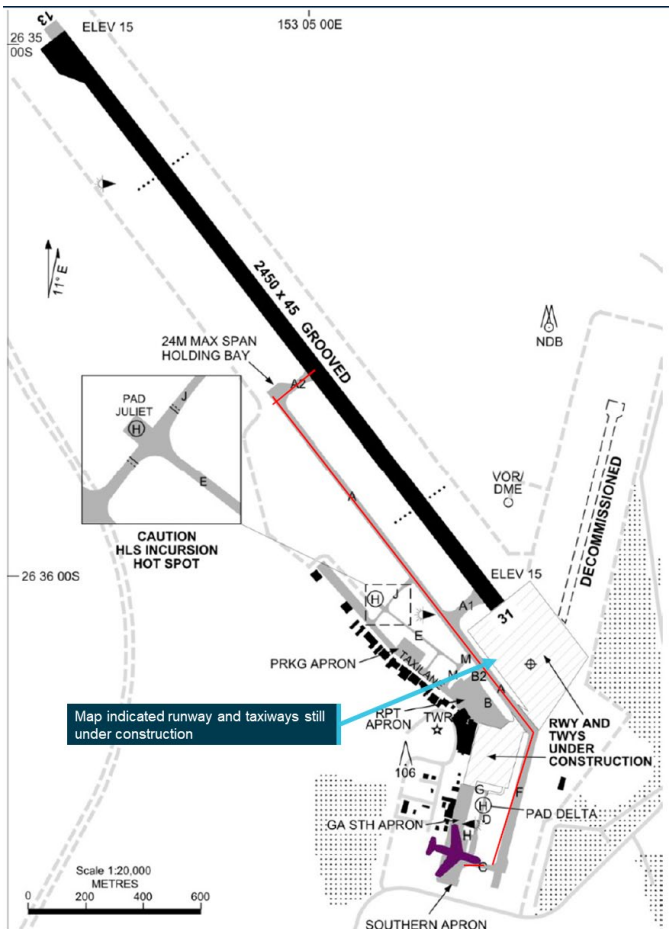 13
ELEV 15
153 05 00E
26 35
00S
11° E
2450 x 45 GROOVED
NDB
24M MAX SPAN
HOLDING BAY
A2
PAD
JULIET
H
J
E
CAUTION
HLS INCURSION
HOT SPOT
A
VOR/
DME
DECOMMISSIONED
26 36 00S
ELEV 15
H
J
A1
31
E
PRKG APRON
TAXILAN
M
M
B2
A
B
RPT
APRON
TWR
Map indicated runway and taxiways still
under construction
RWY AND
TWYS
UNDER
CONSTRUCTION
106
G
H
PAD DELTA
D
F
GA STH APRON
H
C
Scale 1:20,000
METRES
0 200 400 600
SOUTHERN APRON